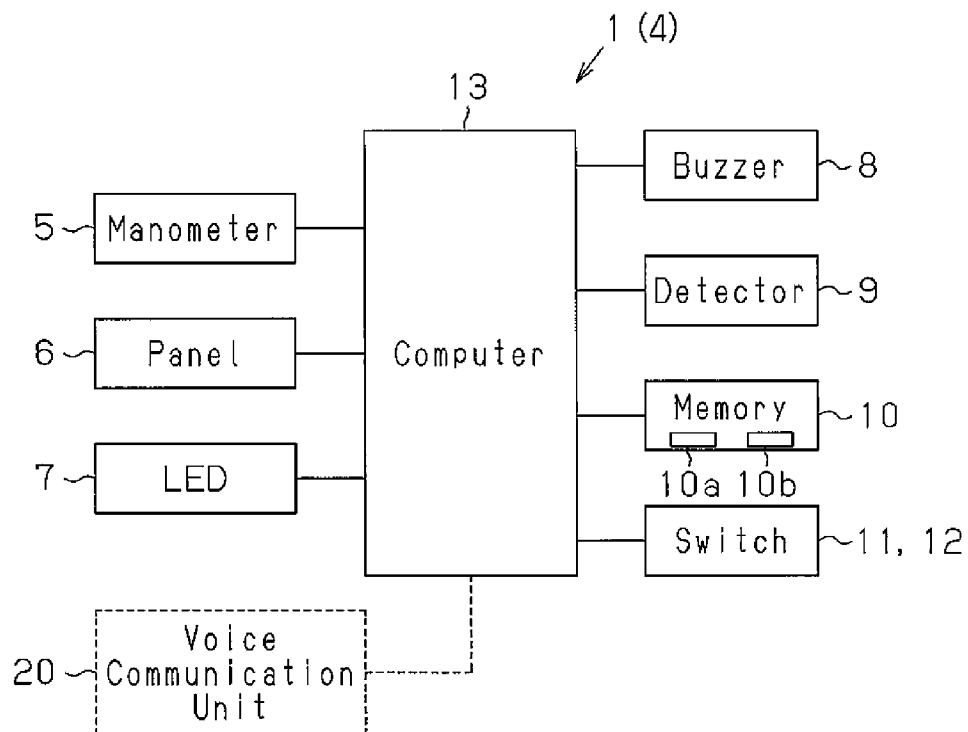 1 (4)
13
Buzzer 8
5 Manometer
Detector 9
6 Panel
Computer
Memory 10
10a 10b
7 LED
Switch 11, 12
20 Voice
Communication
Unit